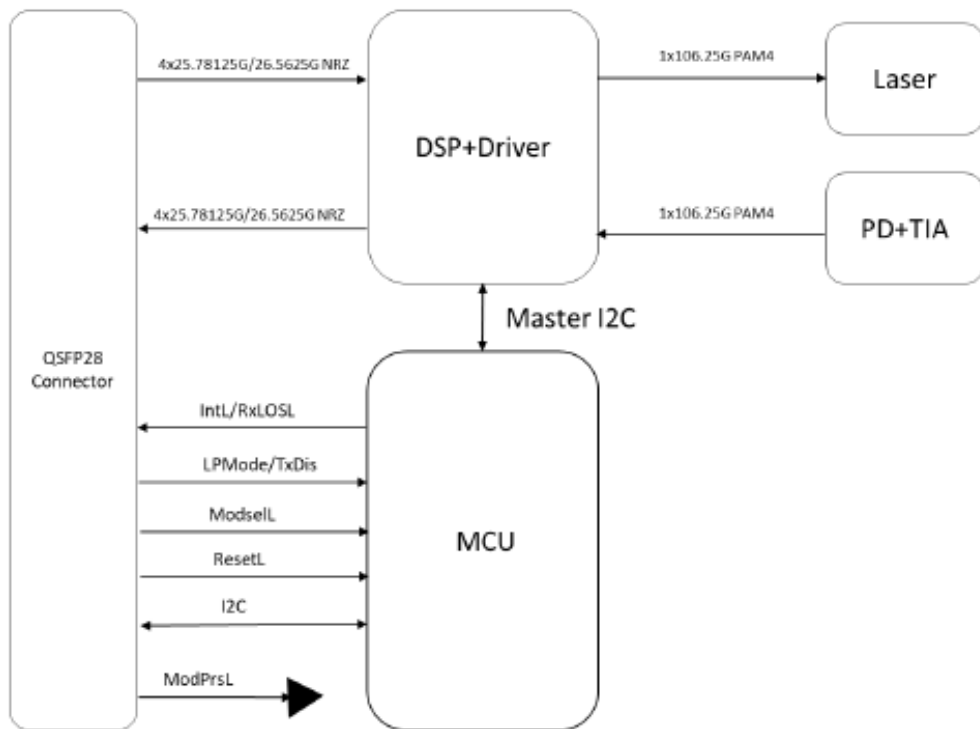 4x25.78125G/26.5625G NRZ
1x106.25G PAM4
Laser
DSP+Driver
4x25.78125G/26.5625G NRZ
1x106.25G PAM4
PD+TIA
Master I2C
QSFP28
Connector
IntL/RxLOSL
LPMode/TxDis
ModselL
MCU
ResetL
I2C
ModPrsL